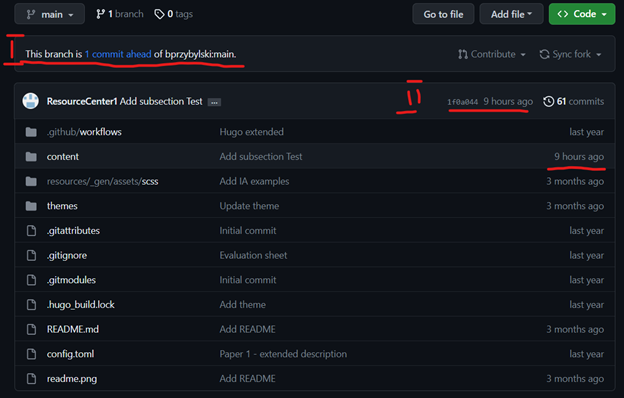 main 1 branch 0 tags Go to file Add file Code
I
This branch is 1 commit ahead of bprzybylski:main. Contribute Sync fork
II
ResourceCenter1 Add subsection Test ... 1f0a044 9 hours ago 61 commits
.github/workflows Hugo extended last year
content Add subsection Test 9 hours ago
resources/_gen/assets/scss Add IA examples 3 months ago
themes Update theme 3 months ago
.gitattributes Initial commit last year
.gitignore Evaluation sheet last year
.gitmodules Initial commit last year
.hugo_build.lock Add theme last year
README.md Add README 3 months ago
config.toml Paper 1 - extended description last year
readme.png Add README 3 months ago